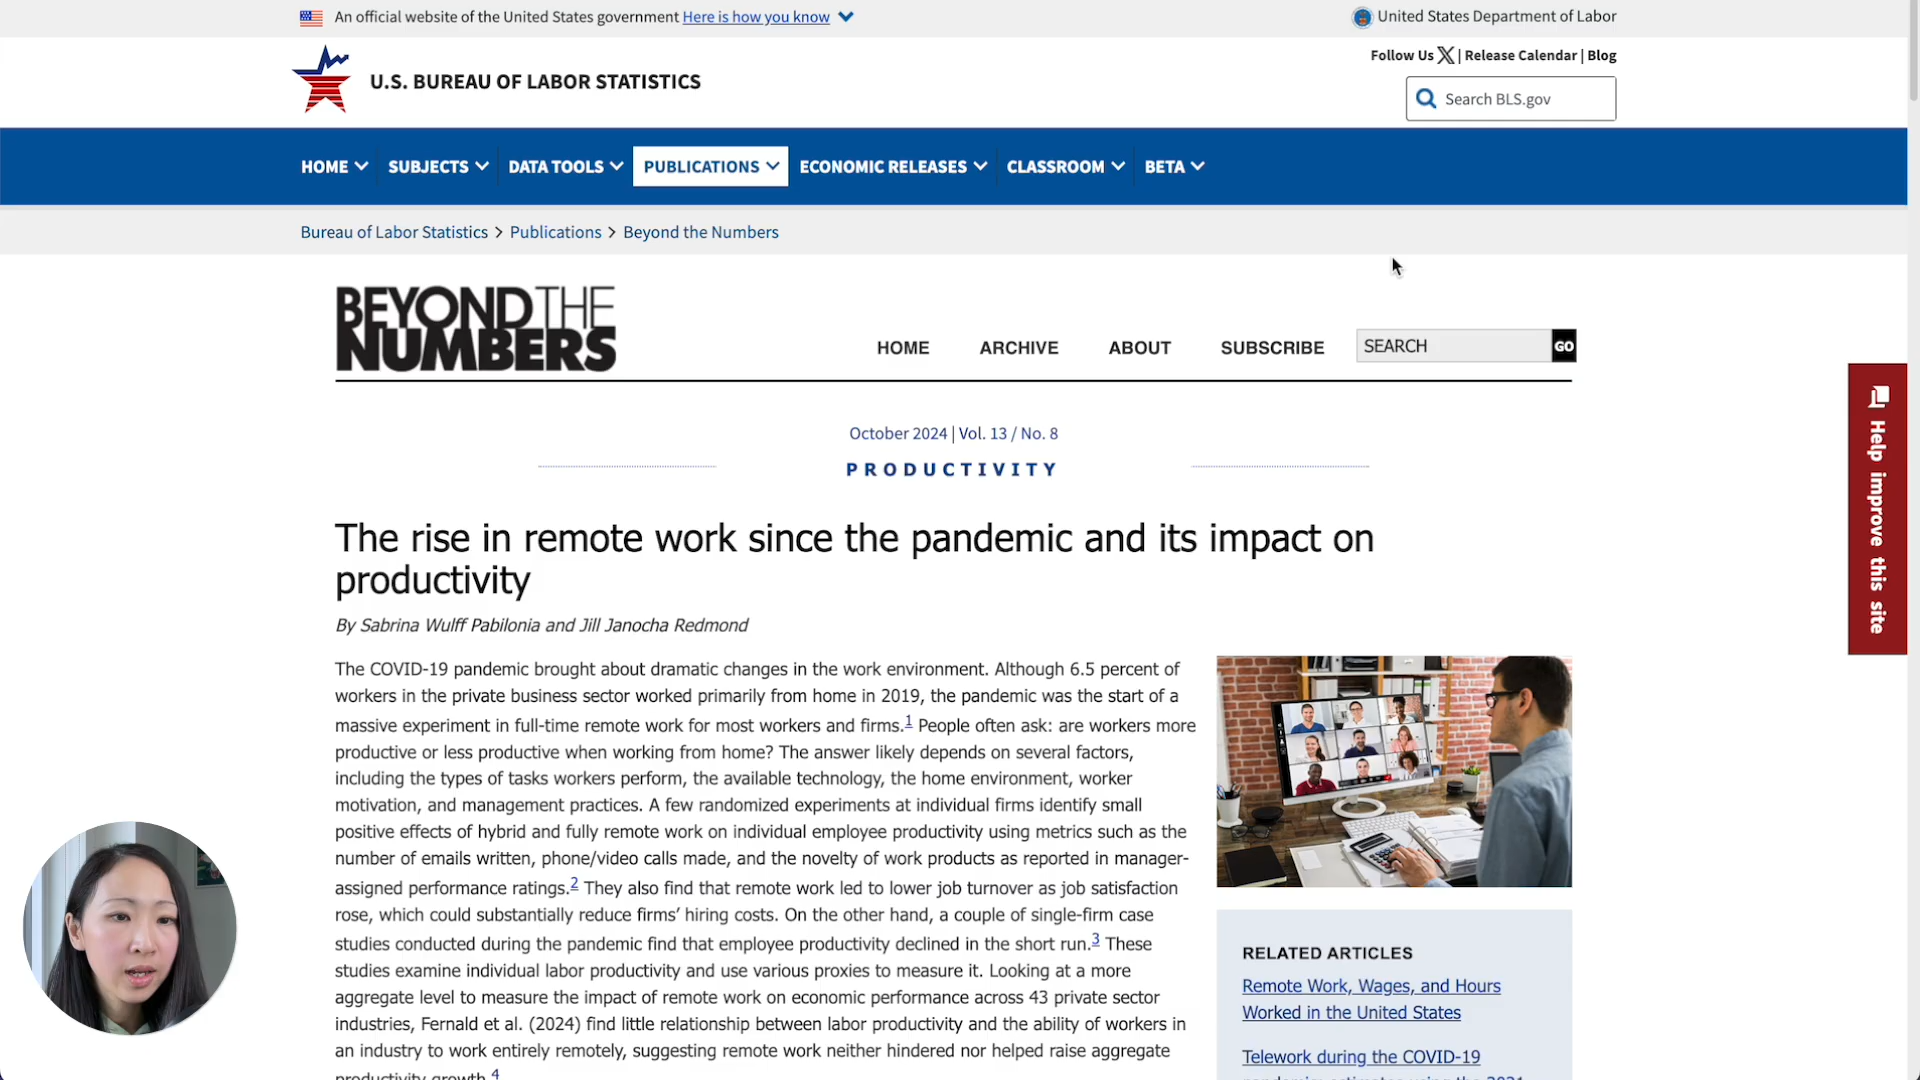 An official website of the United States government Here is how you know
United States Department of Labor
Follow Us X | Release Calendar | Blog
U.S. BUREAU OF LABOR STATISTICS
Search BLS.gov
HOME SUBJECTS DATA TOOLS PUBLICATIONS ECONOMIC RELEASES CLASSROOM BETA
Bureau of Labor Statistics > Publications > Beyond the Numbers
BEYOND THE
NUMBERS
HOME ARCHIVE ABOUT SUBSCRIBE SEARCH GO
Help improve this site
October 2024 | Vol. 13 / No. 8
PRODUCTIVITY
The rise in remote work since the pandemic and its impact on
productivity
By Sabrina Wulff Pabilonia and Jill Janocha Redmond
The COVID-19 pandemic brought about dramatic changes in the work environment. Although 6.5 percent of
workers in the private business sector worked primarily from home in 2019, the pandemic was the start of a
massive experiment in full-time remote work for most workers and firms.1 People often ask: are workers more
productive or less productive when working from home? The answer likely depends on several factors,
including the types of tasks workers perform, the available technology, the home environment, worker
motivation, and management practices. A few randomized experiments at individual firms identify small
positive effects of hybrid and fully remote work on individual employee productivity using metrics such as the
number of emails written, phone/video calls made, and the novelty of work products as reported in manager-
assigned performance ratings.2 They also find that remote work led to lower job turnover as job satisfaction
rose, which could substantially reduce firms' hiring costs. On the other hand, a couple of single-firm case
studies conducted during the pandemic find that employee productivity declined in the short run.3 These
studies examine individual labor productivity and use various proxies to measure it. Looking at a more
aggregate level to measure the impact of remote work on economic performance across 43 private sector
industries, Fernald et al. (2024) find little relationship between labor productivity and the ability of workers in
an industry to work entirely remotely, suggesting remote work neither hindered nor helped raise aggregate
productivity growth.4
RELATED ARTICLES
Remote Work, Wages, and Hours
Worked in the United States
Telework during the COVID-19
pandemic: estimates using the 2021